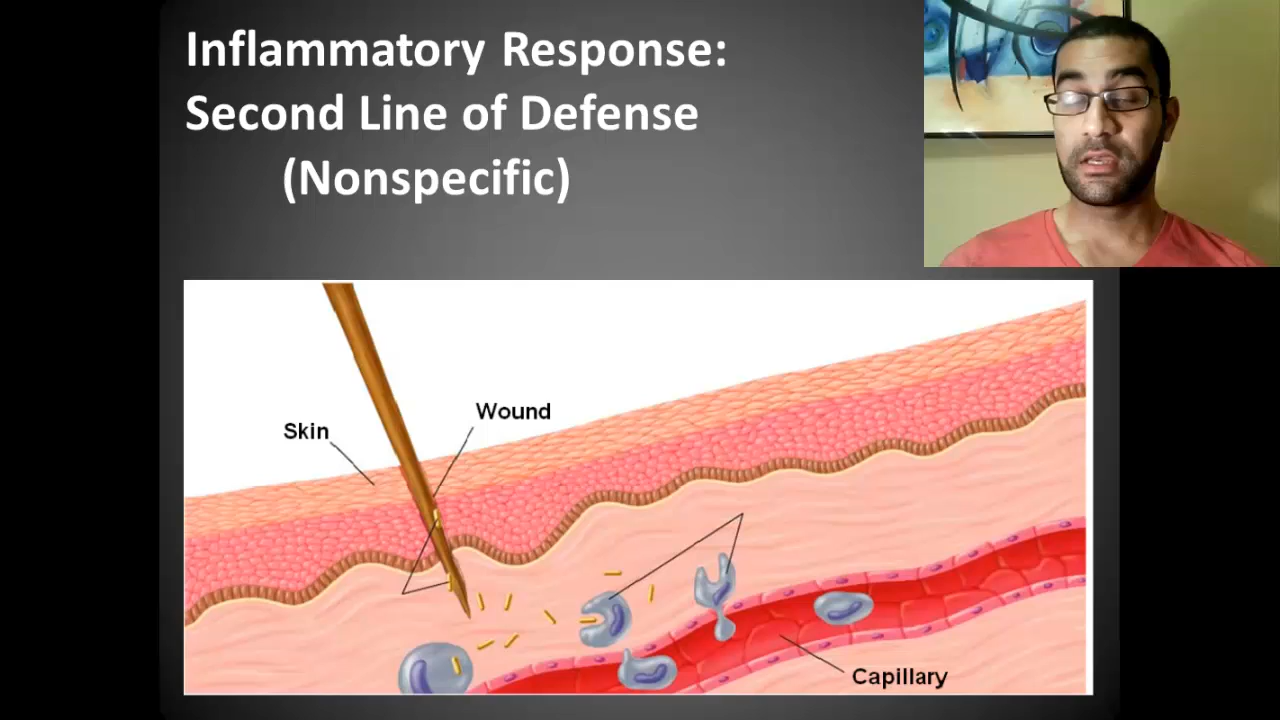 Inflammatory Response:
Second Line of Defense
(Nonspecific)
Wound
Skin
Capillary